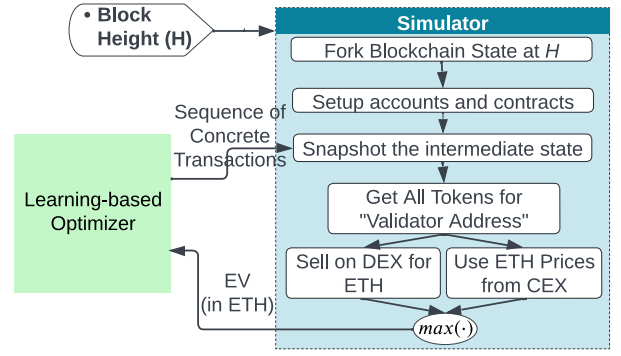 • Block
Height (H)
Simulator
Fork Blockchain State at H
Setup accounts and contracts
Sequence of
Concrete
Transactions
Snapshot the intermediate state
Learning-based
Optimizer
Get All Tokens for
"Validator Address"
Sell on DEX for
ETH
Use ETH Prices
from CEX
EV
(in ETH)
max(·)